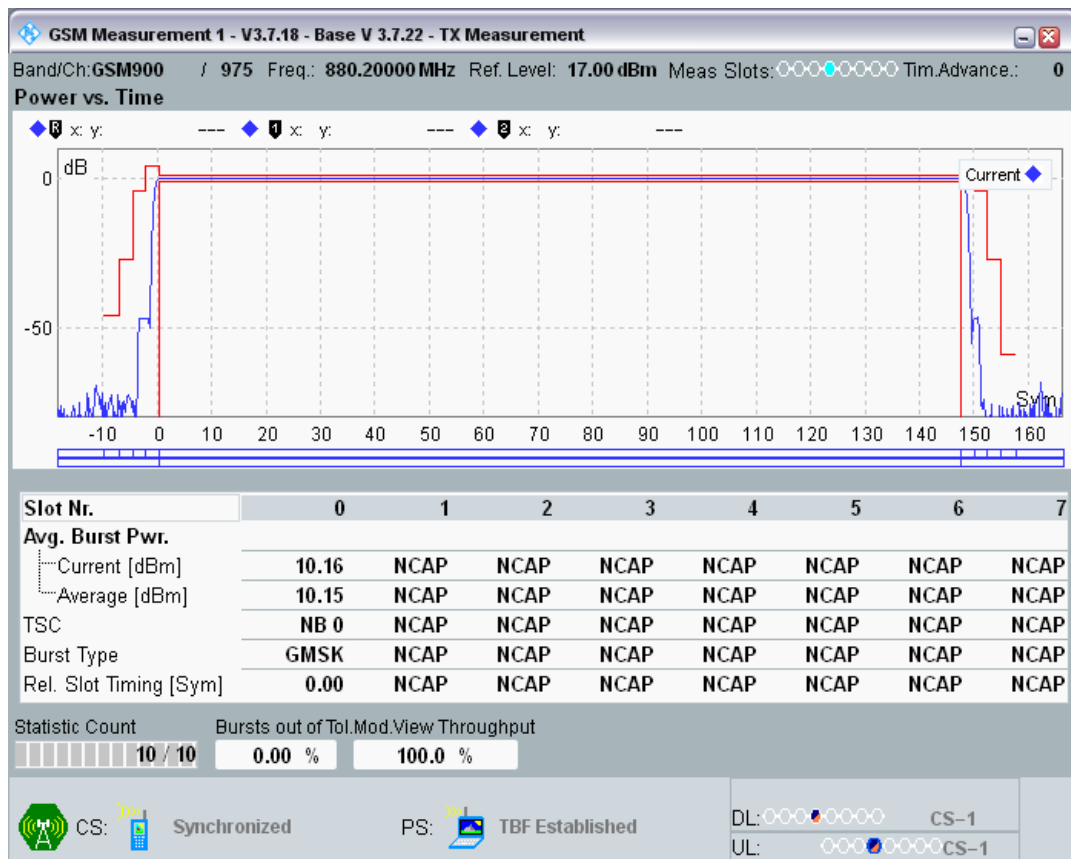 GSM Measurement 1 - V3.7.18 - Base V 3.7.22 - TX Measurement
Band/Ch:GSM900 / 975 Freq.: 880.20000 MHz Ref. Level: 17.00 dBm Meas Slots: Tim.Advance.: 0
Power vs. Time
R x: y: --- 1 x: y: --- 2 x: y: ---
dB
Current
0
-50
Sym
-10 0 10 20 30 40 50 60 70 80 90 100 110 120 130 140 150 160
Slot Nr. 0 1 2 3 4 5 6 7
Avg. Burst Pwr.
Current [dBm] 10.16 NCAP NCAP NCAP NCAP NCAP NCAP NCAP
Average [dBm] 10.15 NCAP NCAP NCAP NCAP NCAP NCAP NCAP
TSC NB 0 NCAP NCAP NCAP NCAP NCAP NCAP NCAP
Burst Type GMSK NCAP NCAP NCAP NCAP NCAP NCAP NCAP
Rel. Slot Timing [Sym] 0.00 NCAP NCAP NCAP NCAP NCAP NCAP NCAP
Statistic Count Bursts out of Tol.Mod.View Throughput
10 / 10 0.00 % 100.0 %
CS: Synchronized PS: TBF Established
DL: CS-1
UL: CS-1